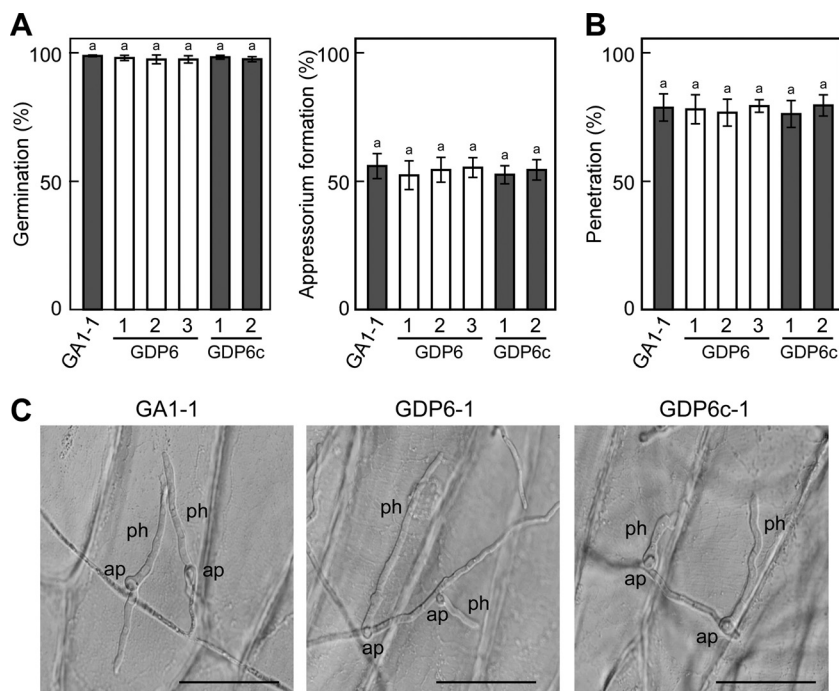 A
Germination (%)
100
50
0
a a a a a a
GA1-1
1 2 3 1 2
GDP6 GDP6c
Appressorium formation (%)
100
50
0
a a a a a a
GA1-1
1 2 3 1 2
GDP6 GDP6c
B
Penetration (%)
100
50
0
a a a a a a
GA1-1
1 2 3 1 2
GDP6 GDP6c
C
GA1-1 GDP6-1 GDP6c-1
ph
ph
ap
ap
ph
ap
ph
ap
ph
ph
ap
ap